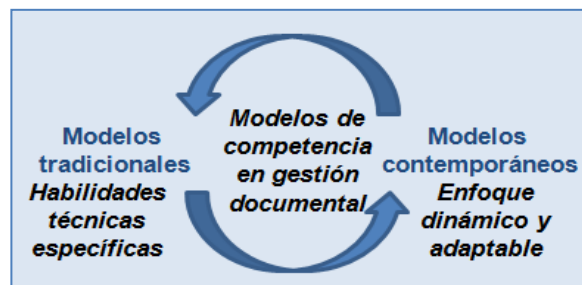 Modelos
tradicionales
Habilidades
técnicas
específicas
Modelos de
competencia
en gestión
documental
Modelos
contemporáneos
Enfoque
dinámico y
adaptable